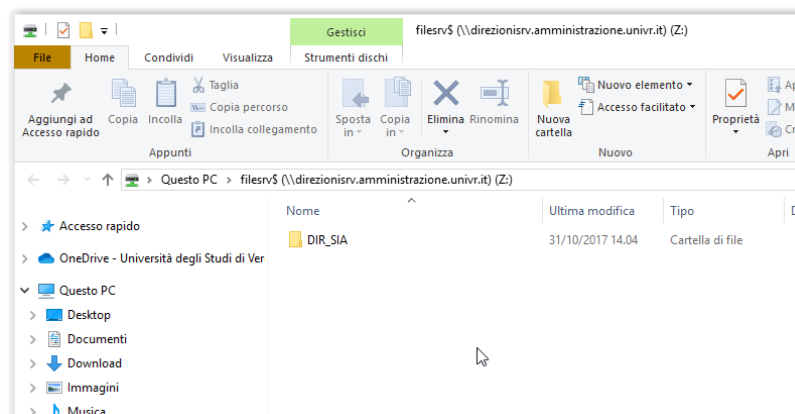 Gestisci
filesrv$ (\\direzionisrv.amministrazione.univr.it) (Z:)
File Home Condividi Visualizza Strumenti dischi
Aggiungi ad
Accesso rapido
Copia
Incolla
Taglia
Copia percorso
Incolla collegamento
Appunti
Sposta
in
Copia
in
Elimina
Rinomina
Organizza
Nuova
cartella
Nuovo elemento
Accesso facilitato
Nuovo
Proprietà
Ap
M
Cr
Apri
Questo PC > filesrv$ (\\direzionisrv.amministrazione.univr.it) (Z:)
Nome Ultima modifica Tipo
DIR_SIA 31/10/2017 14.04 Cartella di file
Accesso rapido
OneDrive - Università degli Studi di Ver
Questo PC
Desktop
Documenti
Download
Immagini
Musica